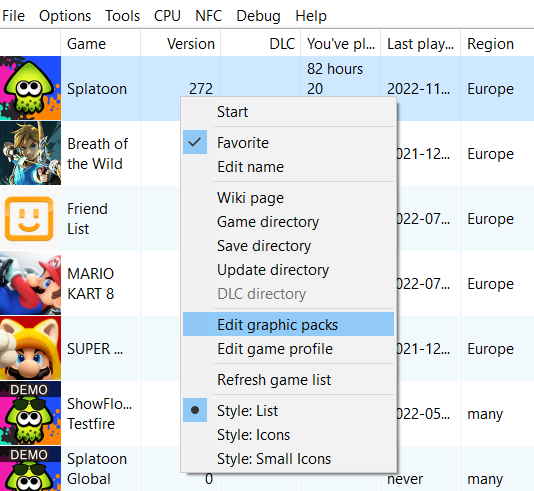 File Options Tools CPU NFC Debug Help
Game Version DLC You've pl... Last play... Region
82 hours
Splatoon 272 20 2022-11... Europe
Start
Favorite
Breath of
the Wild 021-12... Europe
Edit name
Wiki page
Friend
List
Game directory 022-07... Europe
Save directory
Update directory
MARIO
KART 8 022-07... Europe
DLC directory
Edit graphic packs
SUPER ... 021-12... Europe
Edit game profile
Refresh game list
DEMO
ShowFlo...
Testfire 022-05... many
Style: List
Style: Icons
DEMO
Splatoon
Global 0 never many
Style: Small Icons